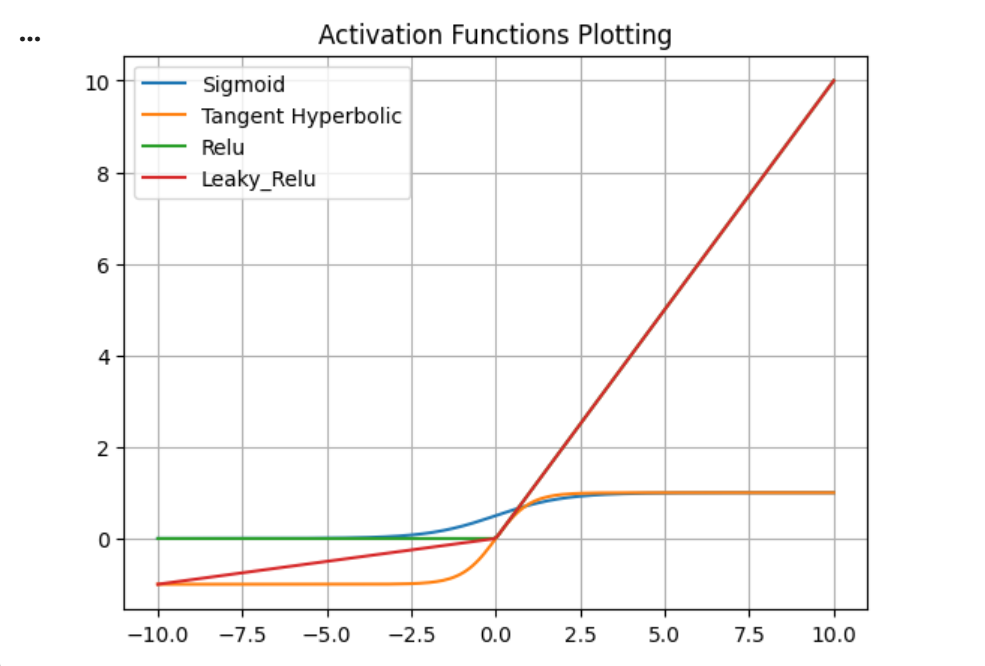 ...
Activation Functions Plotting
Sigmoid
Tangent Hyperbolic
Relu
Leaky_Relu
10
8
6
4
2
0
−10.0 −7.5 −5.0 −2.5 0.0 2.5 5.0 7.5 10.0